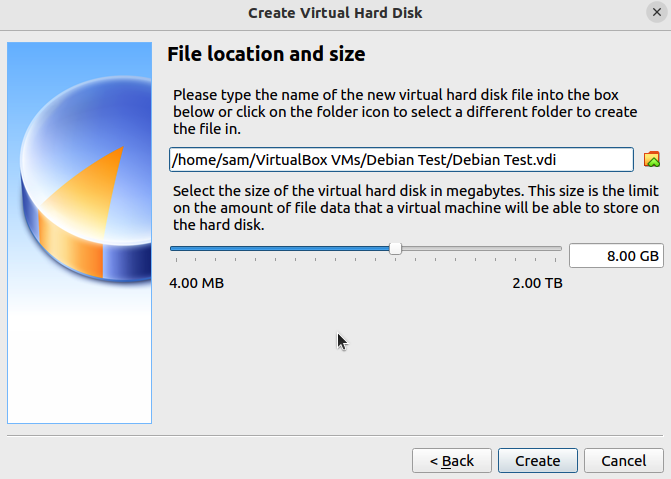 Create Virtual Hard Disk
File location and size
Please type the name of the new virtual hard disk file into the box
below or click on the folder icon to select a different folder to create
the file in.
/home/sam/VirtualBox VMs/Debian Test/Debian Test.vdi
Select the size of the virtual hard disk in megabytes. This size is the limit
on the amount of file data that a virtual machine will be able to store on
the hard disk.
8.00 GB
4.00 MB 2.00 TB
< Back Create Cancel